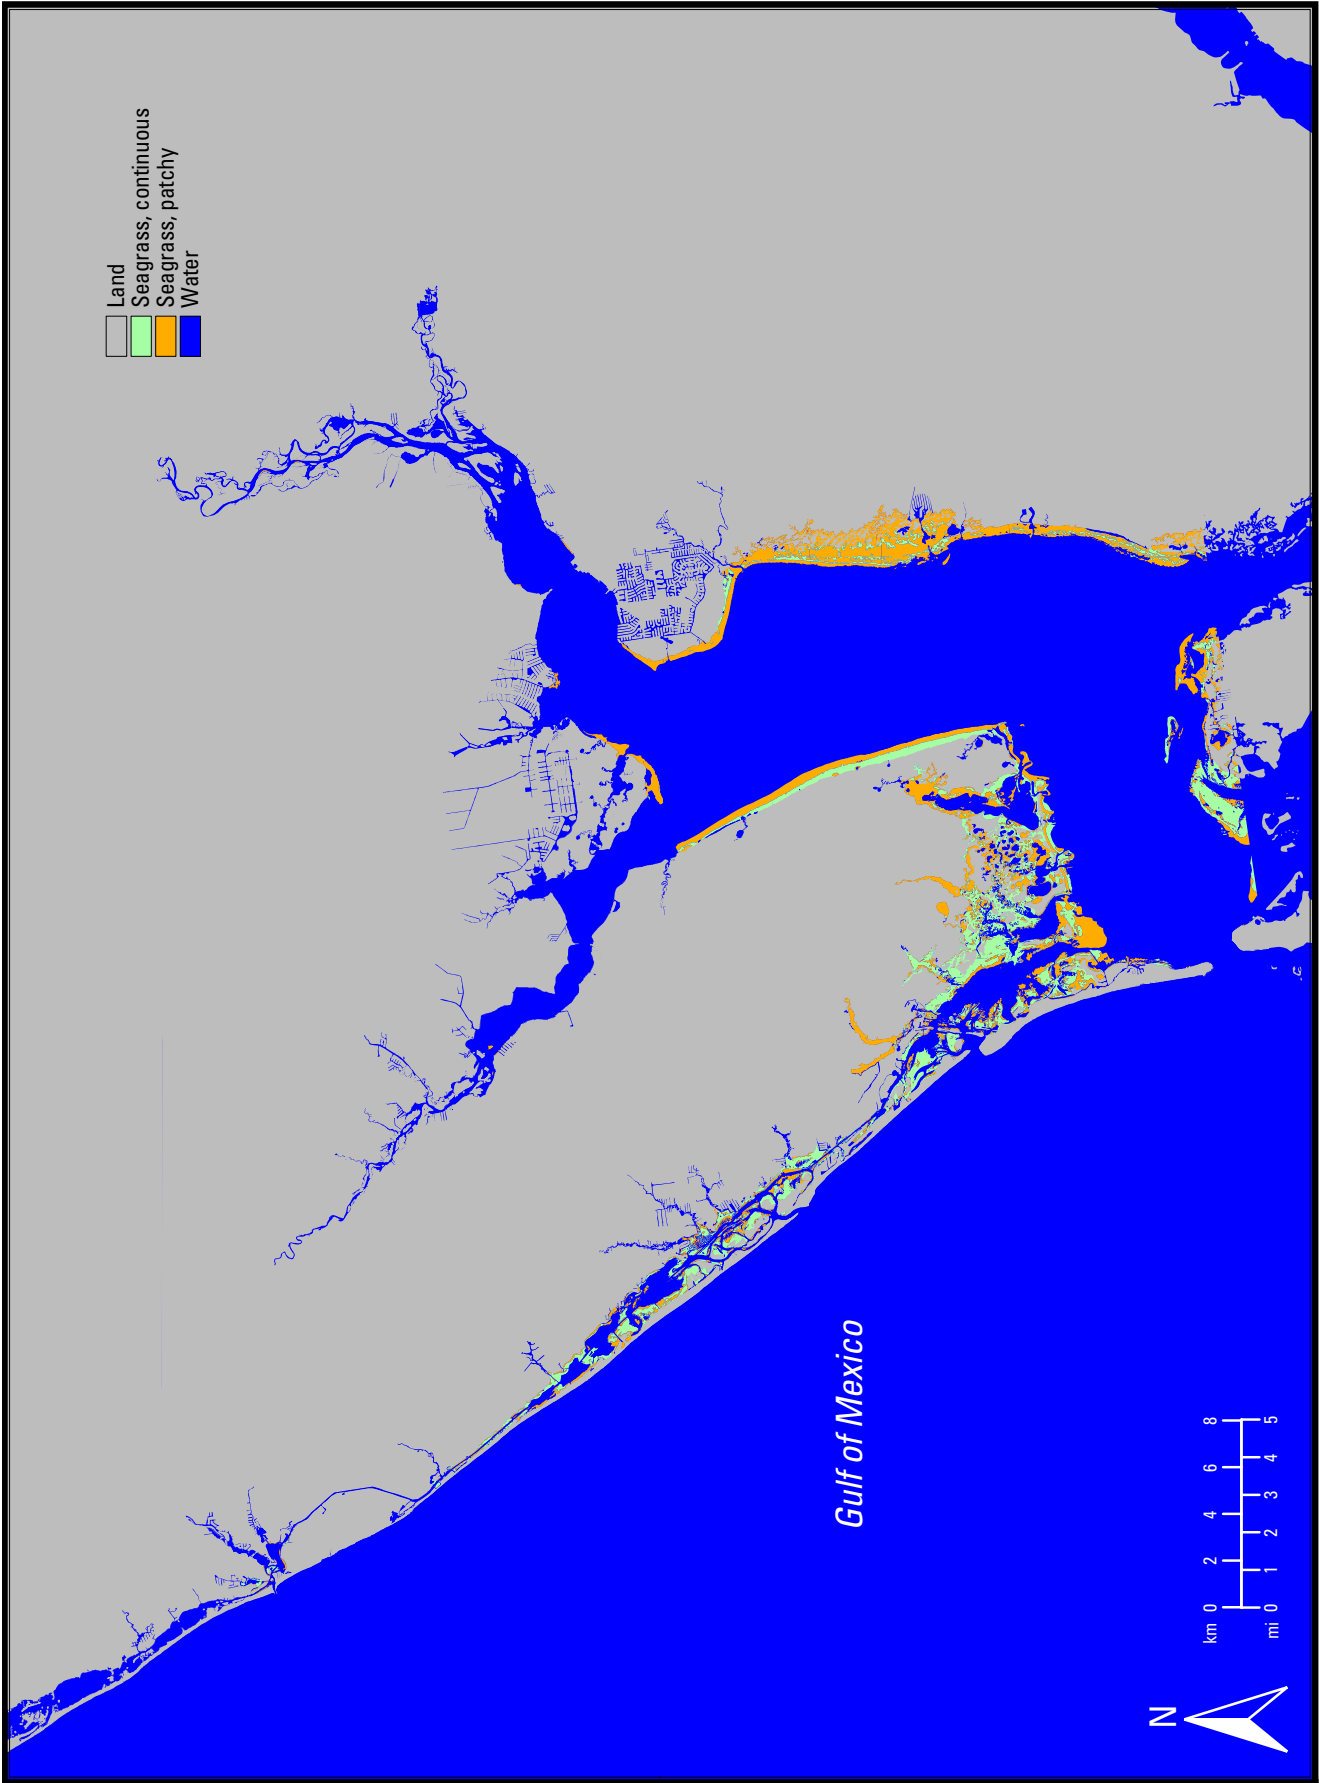 Land
Seagrass, continuous
Seagrass, patchy
Water
Gulf of Mexico
km 0 2 4 6 8
mi 0 1 2 3 4 5
N